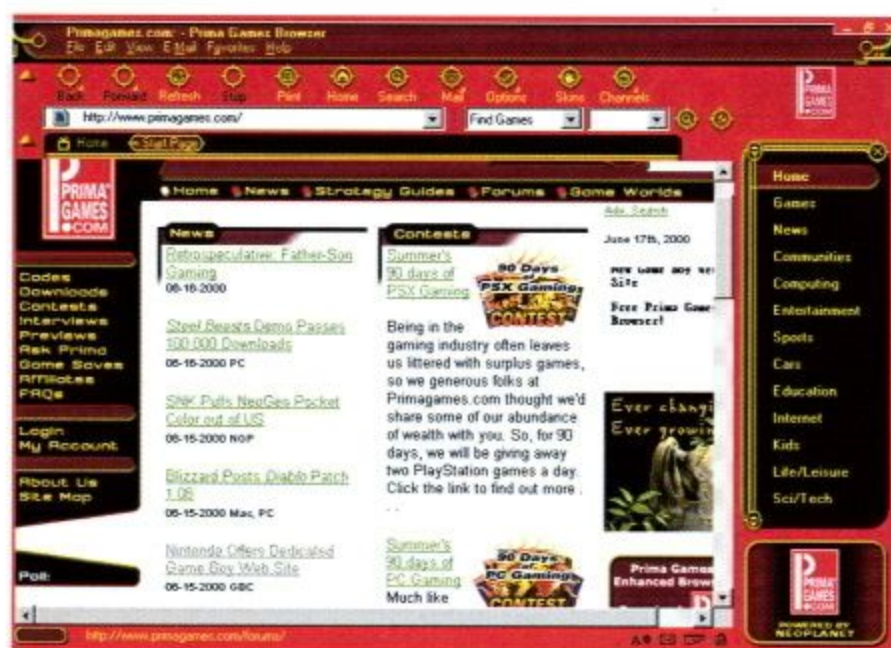 Primagames.com: - Prima Games Browser
File Edit View E-Mail Favorites Help
Back Forward Refresh Stop Print Home Search Mail Options Skins Channels
PRIMA GAMES .COM
http://www.primagames.com/
Find Games
Home Start Page
PRIMA GAMES .COM
Home News Strategy Guides Forums Game Worlds
Codes
Downloads
Contests
Interviews
Previews
Ask Prima
Game Saves
Affiliates
FAQs
Login
My Account
About Us
Site Map
Poll:
News
Retrospeculative: Father-Son
Gaming
06-16-2000
Steel Beasts Demo Passes
100,000 Downloads
06-16-2000 PC
SNK Pulls NeoGeo Pocket
Color out of US
06-15-2000 NGP
Blizzard Posts Diablo Patch
1.08
06-15-2000 Mac, PC
Nintendo Offers Dedicated
Game Boy Web Site
06-15-2000 GBC
Contests
Summer's
90 days of
PSX Gaming
90 Days
of
PSX Gaming
CONTEST
Being in the
gaming industry often leaves
us littered with surplus games,
so we generous folks at
Primagames.com thought we'd
share some of our abundance
of wealth with you. So, for 90
days, we will be giving away
two PlayStation games a day.
Click the link to find out more .
. .
Summer's
90 days of
PC Gaming
90 Days
of
PC Gaming
CONTEST
Much like
Adv. Search
June 17th, 2000
New Game Boy
Site
Free Prima Game
Browser!
Ever changi
Ever growin
Prima Games
Enhanced Brows
Home
Games
News
Communities
Computing
Entertainment
Sports
Cars
Education
Internet
Kids
Life/Leisure
Sci/Tech
PRIMA GAMES .COM
POWERED BY
NEOPLANET
http://www.primagames.com/forums/